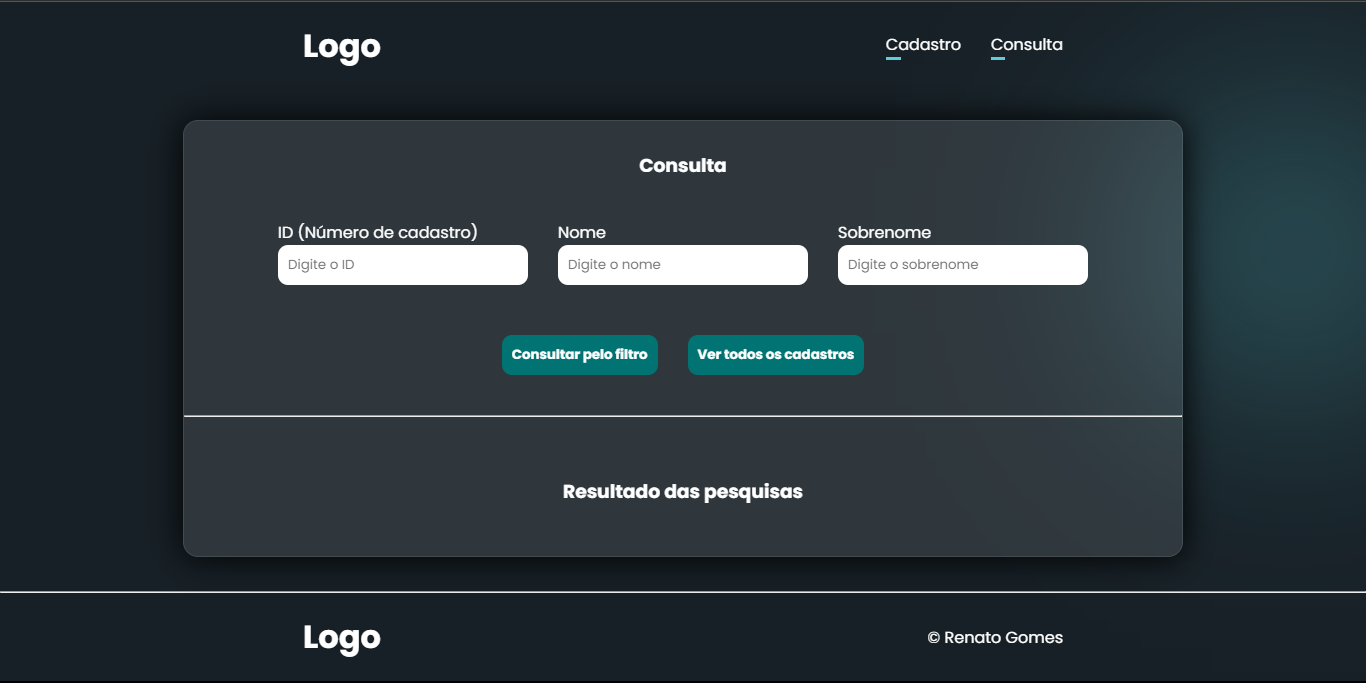 Logo
Cadastro Consulta
Consulta
ID (Número de cadastro) Nome Sobrenome
Digite o ID Digite o nome Digite o sobrenome
Consultar pelo filtro Ver todos os cadastros
Resultado das pesquisas
Logo
© Renato Gomes